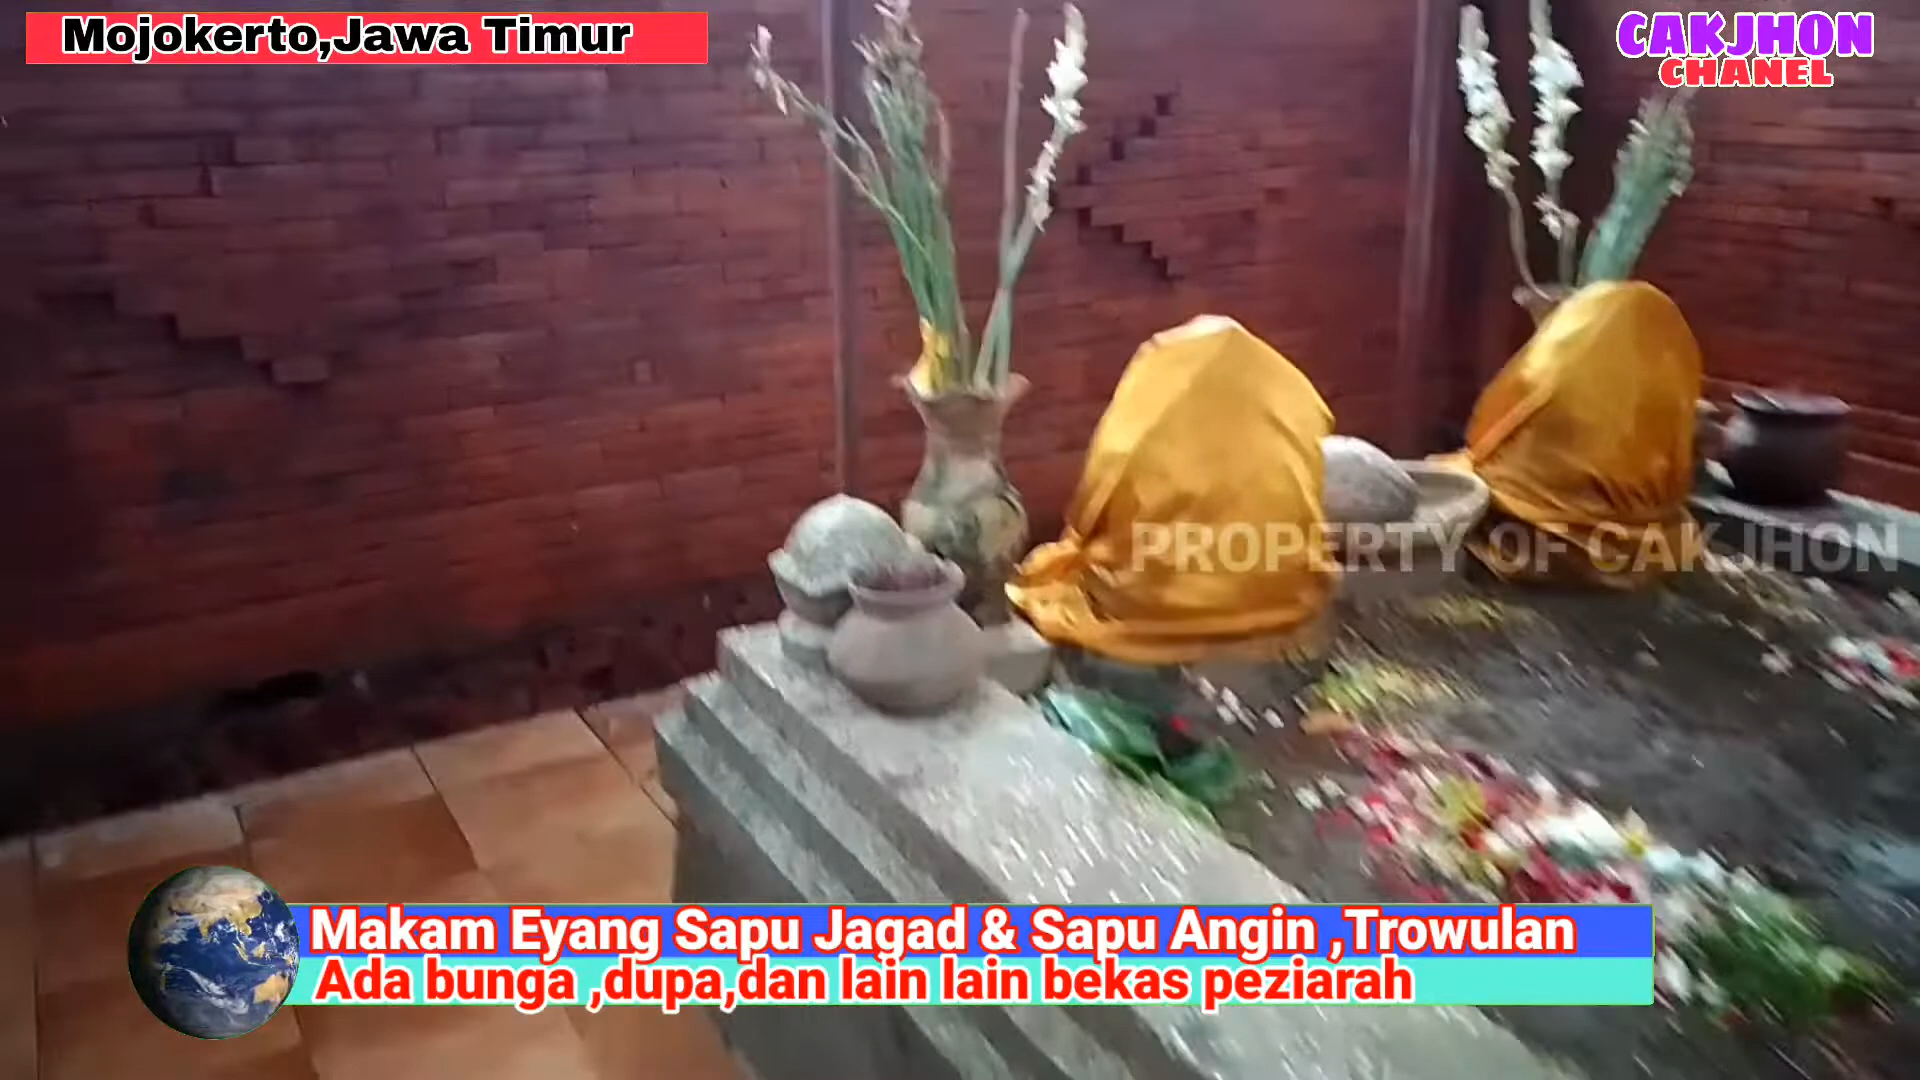 Mojokerto,Jawa Timur
CAKJHON
CHANEL
PROPERTY OF CAKJHON
Makam Eyang Sapu Jagad & Sapu Angin ,Trowulan
Ada bunga ,dupa,dan lain lain bekas peziarah